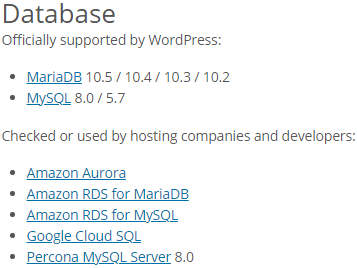 Database
Officially supported by WordPress:
MariaDB 10.5 / 10.4 / 10.3 / 10.2
MySQL 8.0 / 5.7
Checked or used by hosting companies and developers:
Amazon Aurora
Amazon RDS for MariaDB
Amazon RDS for MySQL
Google Cloud SQL
Percona MySQL Server 8.0